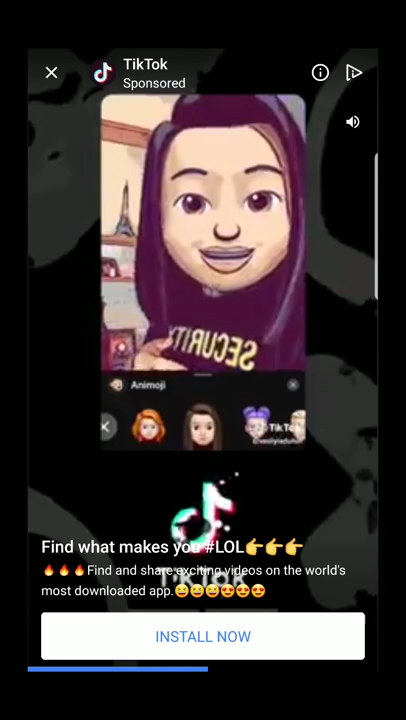 TikTok
Sponsored
SECURITY
Animoji
TikTok
Find what makes you #LOL👉👉👉
🔥🔥🔥Find and share exciting videos on the world's
most downloaded app.😄😄😄😍😍😍
INSTALL NOW